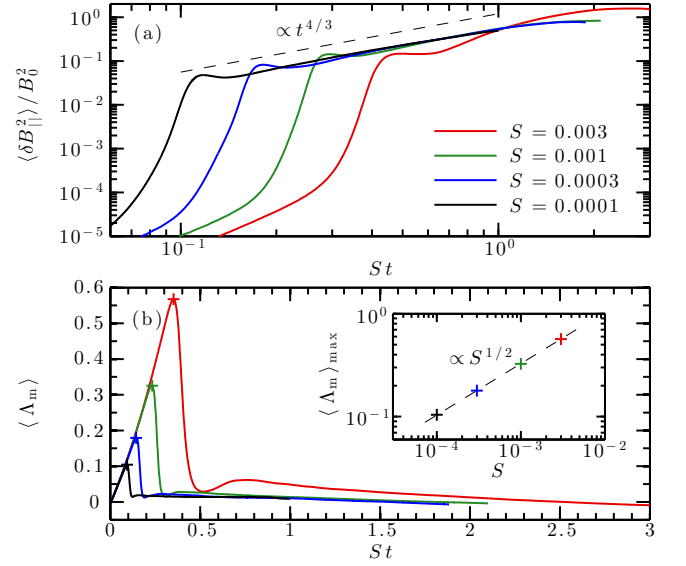 (a)
∝ t^{4/3}
⟨δB_{||}^2⟩/B_0^2
10^0
10^{-1}
10^{-2}
10^{-3}
10^{-4}
10^{-5}
S = 0.003
S = 0.001
S = 0.0003
S = 0.0001
10^{-1}
10^0
S t
(b)
⟨Λ_m⟩
0.6
0.5
0.4
0.3
0.2
0.1
0
⟨Λ_m⟩_{max}
10^0
10^{-1}
∝ S^{1/2}
10^{-4}
10^{-3}
10^{-2}
S
0
0.5
1
1.5
2
2.5
3
S t